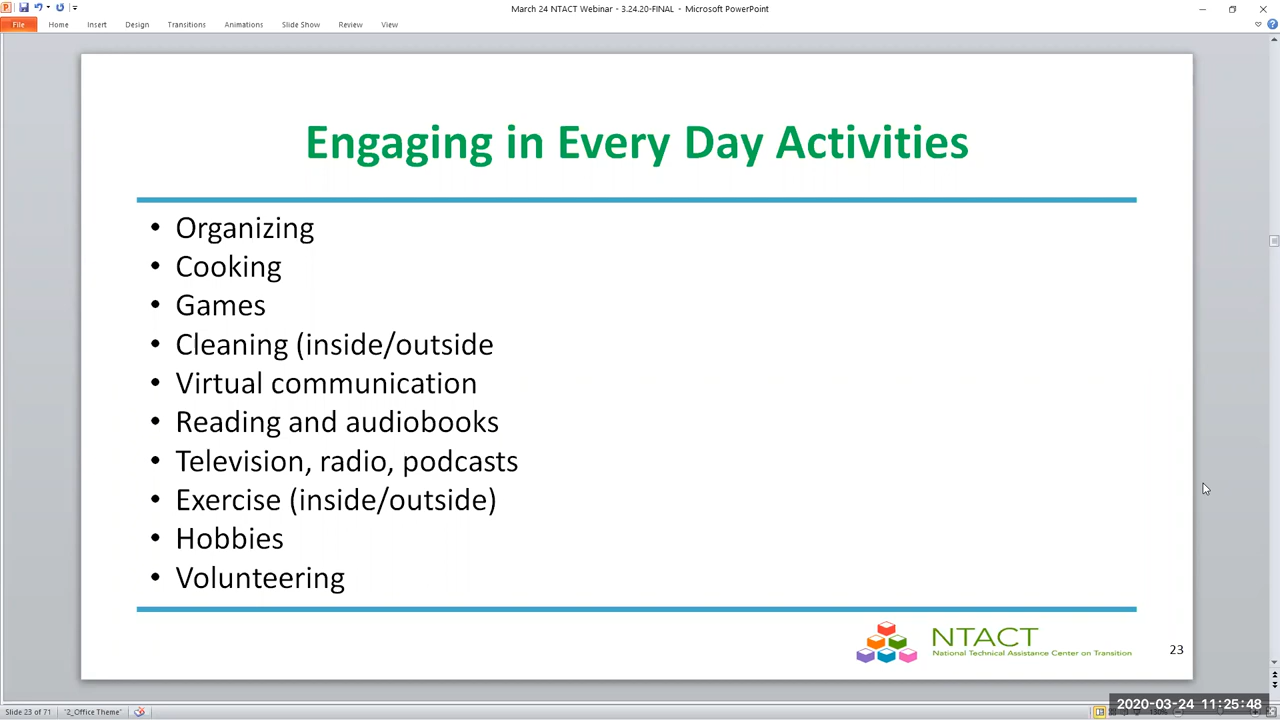 March 24 NTACT Webinar - 3.24.20-FINAL - Microsoft PowerPoint
File Home Insert Design Transitions Animations Slide Show Review View
Engaging in Every Day Activities
• Organizing
• Cooking
• Games
• Cleaning (inside/outside
• Virtual communication
• Reading and audiobooks
• Television, radio, podcasts
• Exercise (inside/outside)
• Hobbies
• Volunteering
NTACT
National Technical Assistance Center on Transition
23
2020-03-24 11:25:48
Slide 23 of 71 "2_Office Theme"